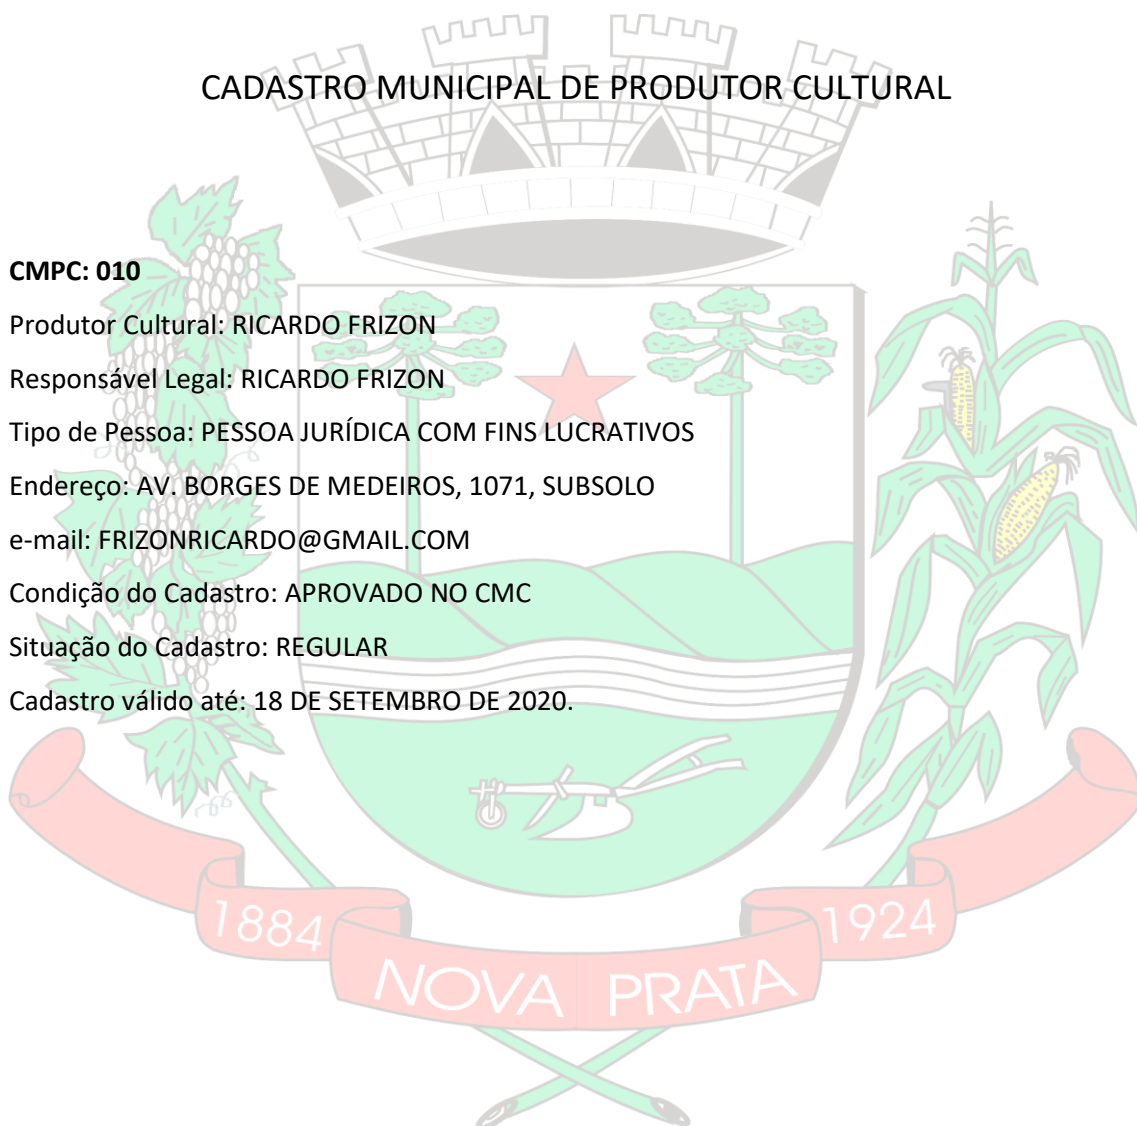 CADASTRO MUNICIPAL DE PRODUTOR CULTURAL
CMPC: 010
Produtor Cultural: RICARDO FRIZON
Responsável Legal: RICARDO FRIZON
Tipo de Pessoa: PESSOA JURÍDICA COM FINS LUCRATIVOS
Endereço: AV. BORGES DE MEDEIROS, 1071, SUBSOLO
e-mail: FRIZONRICARDO@GMAIL.COM
Condição do Cadastro: APROVADO NO CMC
Situação do Cadastro: REGULAR
Cadastro válido até: 18 DE SETEMBRO DE 2020.
1884
1924
NOVA PRATA